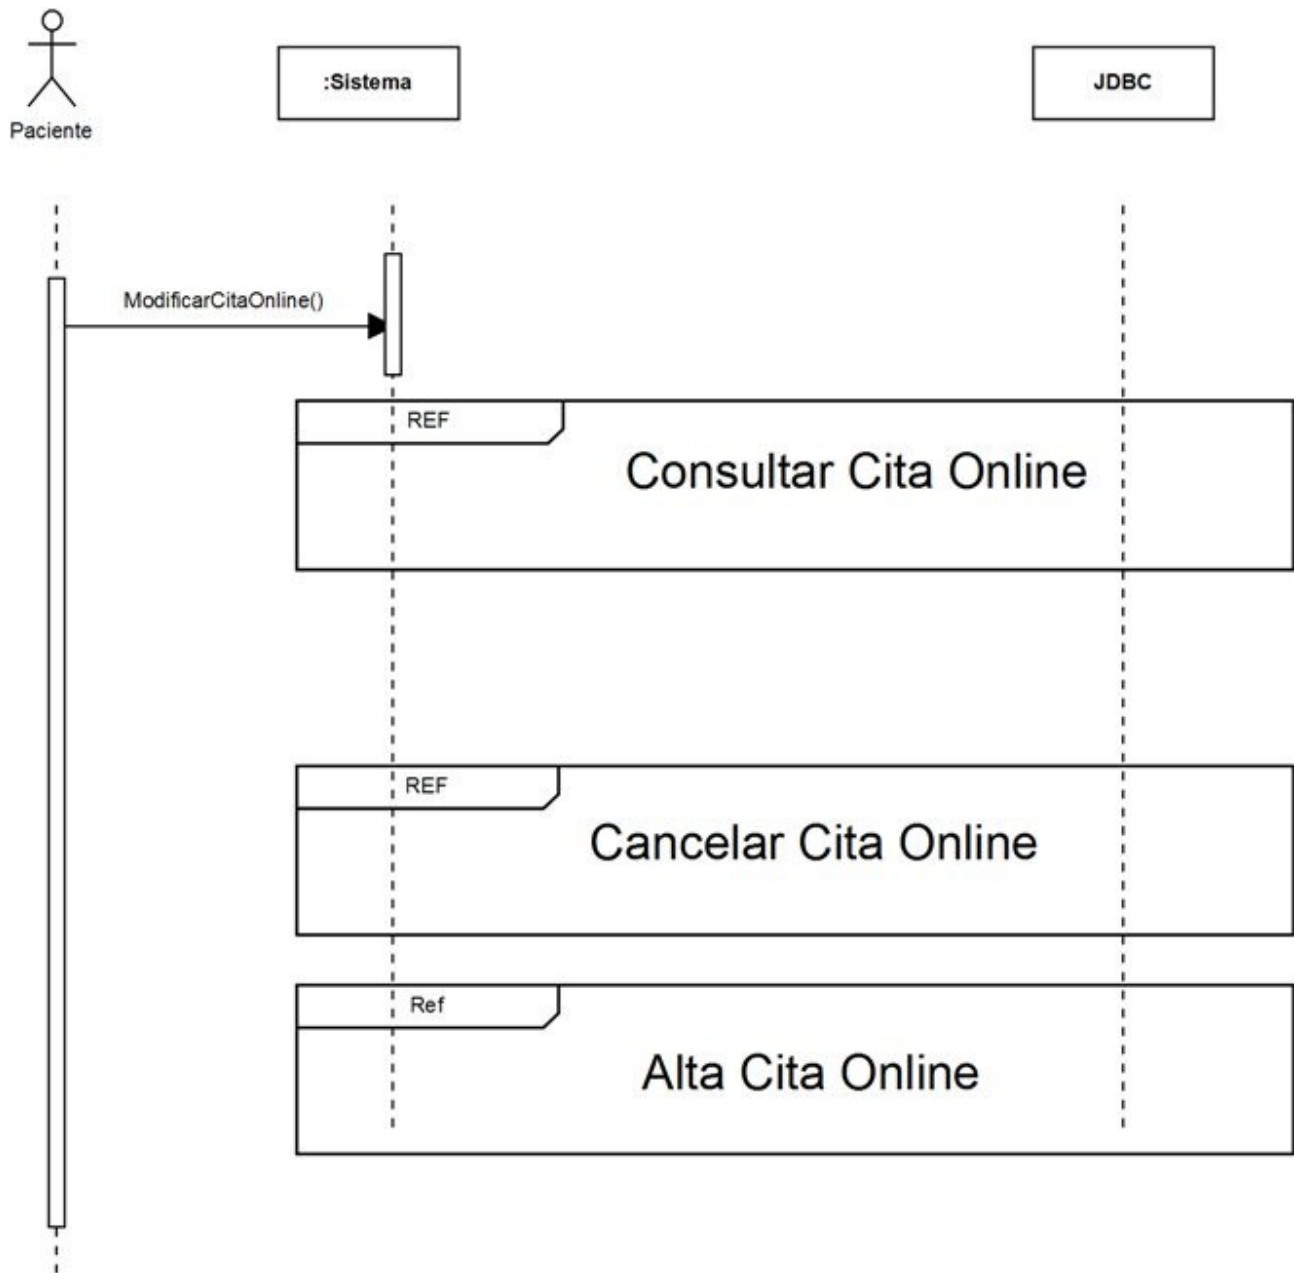 Paciente
:Sistema
JDBC
ModificarCitaOnline()
REF
Consultar Cita Online
REF
Cancelar Cita Online
Ref
Alta Cita Online